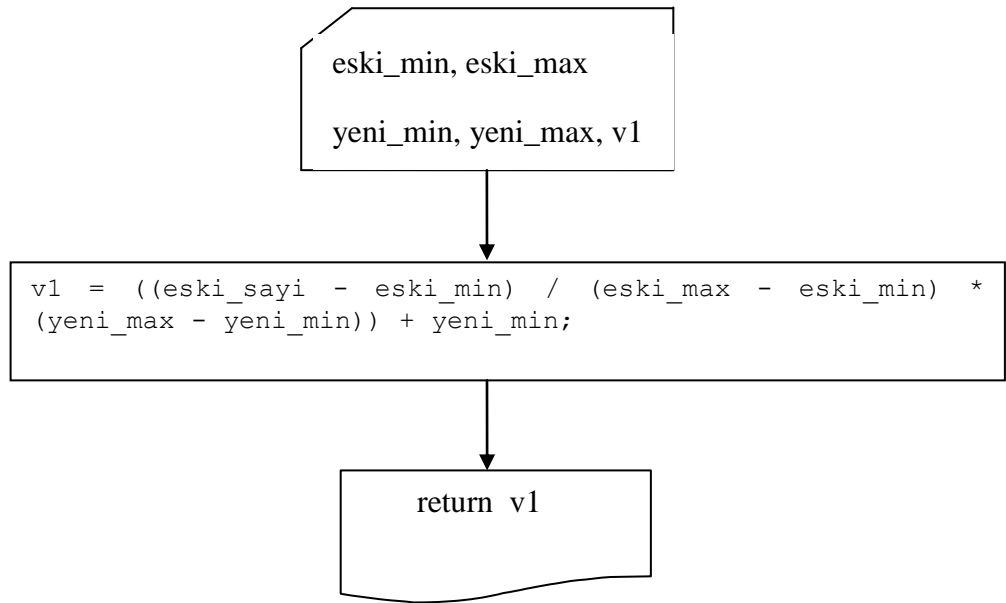 eski_min, eski_max
yeni_min, yeni_max, v1
v1 = ((eski_sayi - eski_min) / (eski_max - eski_min) *
(yeni_max - yeni_min)) + yeni_min;
return v1